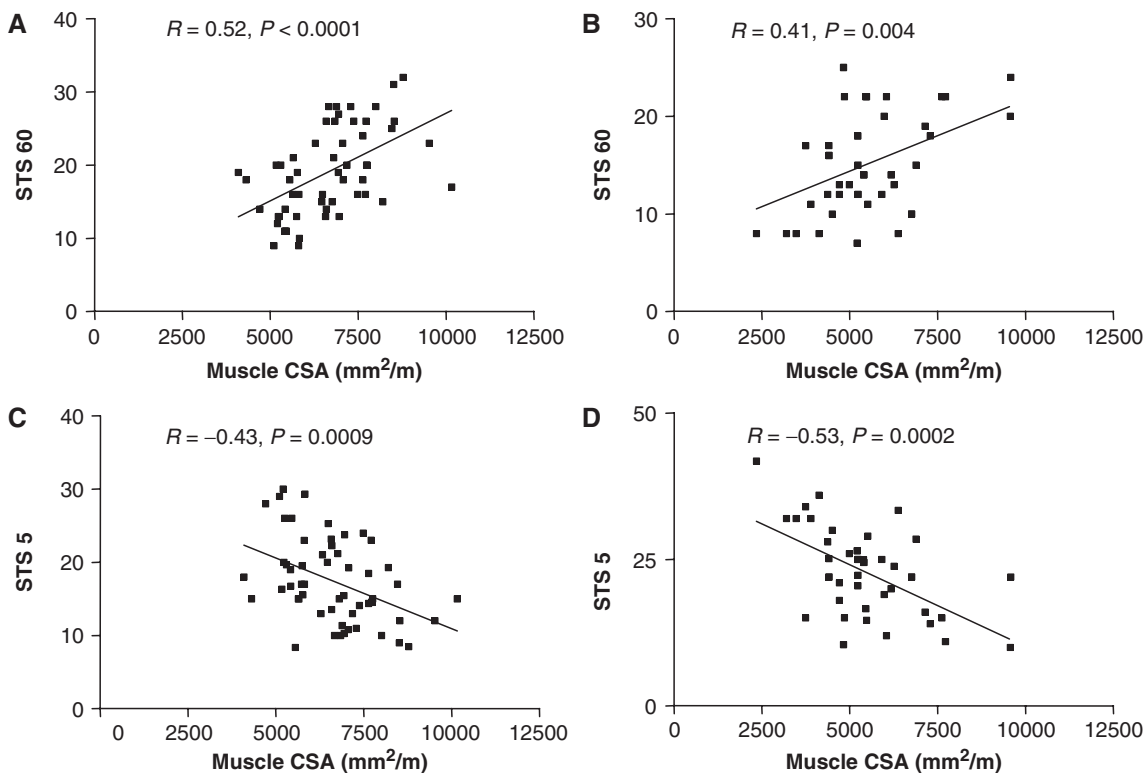 A
R = 0.52, P < 0.0001
40
30
20
10
0
STS 60
0 2500 5000 7500 10000 12500
Muscle CSA (mm²/m)
B
R = 0.41, P = 0.004
30
20
10
0
STS 60
0 2500 5000 7500 10000 12500
Muscle CSA (mm²/m)
C
R = −0.43, P = 0.0009
40
30
20
10
0
STS 5
0 2500 5000 7500 10000 12500
Muscle CSA (mm²/m)
D
R = −0.53, P = 0.0002
50
25
0
STS 5
0 2500 5000 7500 10000 12500
Muscle CSA (mm²/m)